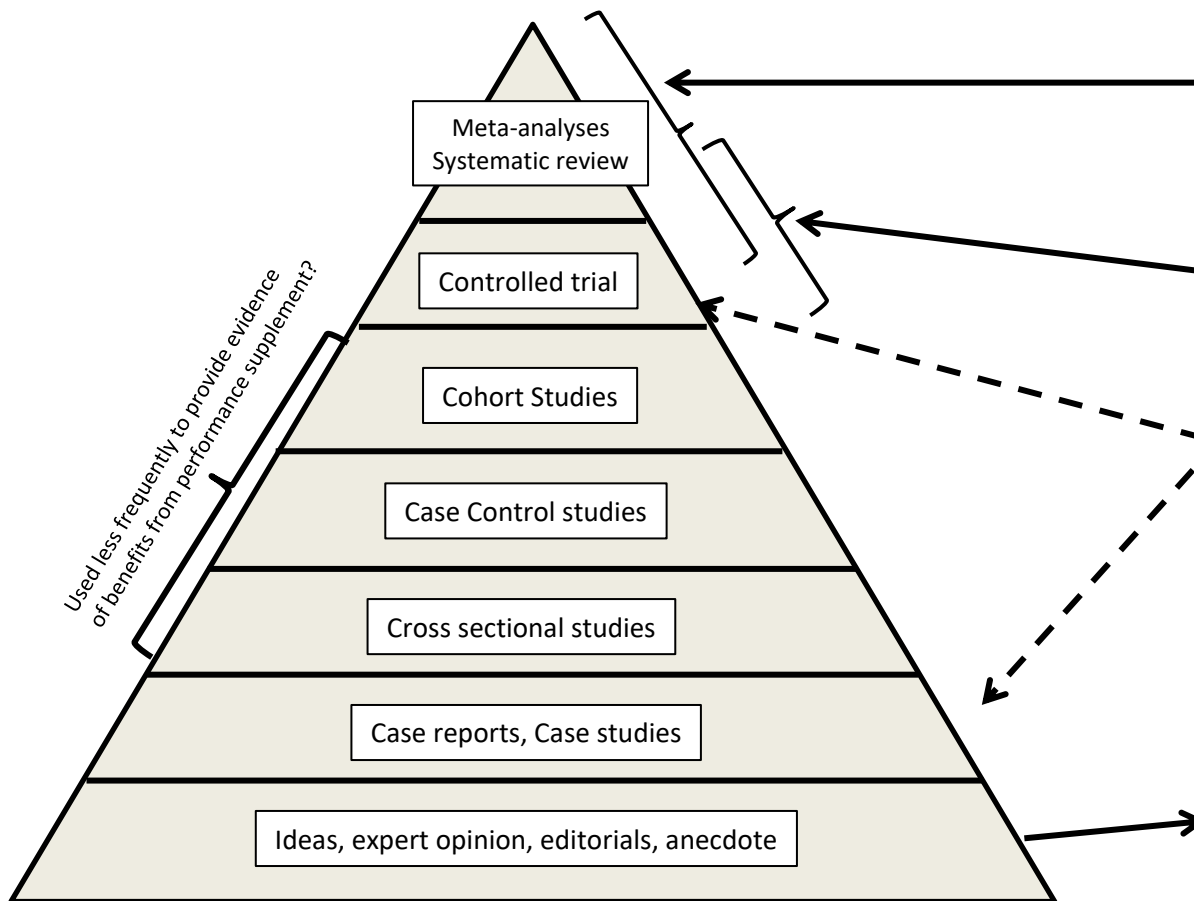 Meta-analyses
Systematic review
Controlled trial
Cohort Studies
Used less frequently to provide evidence
of benefits from performance supplement?
Case Control studies
Cross sectional studies
Case reports, Case studies
Ideas, expert opinion, editorials, anecdote